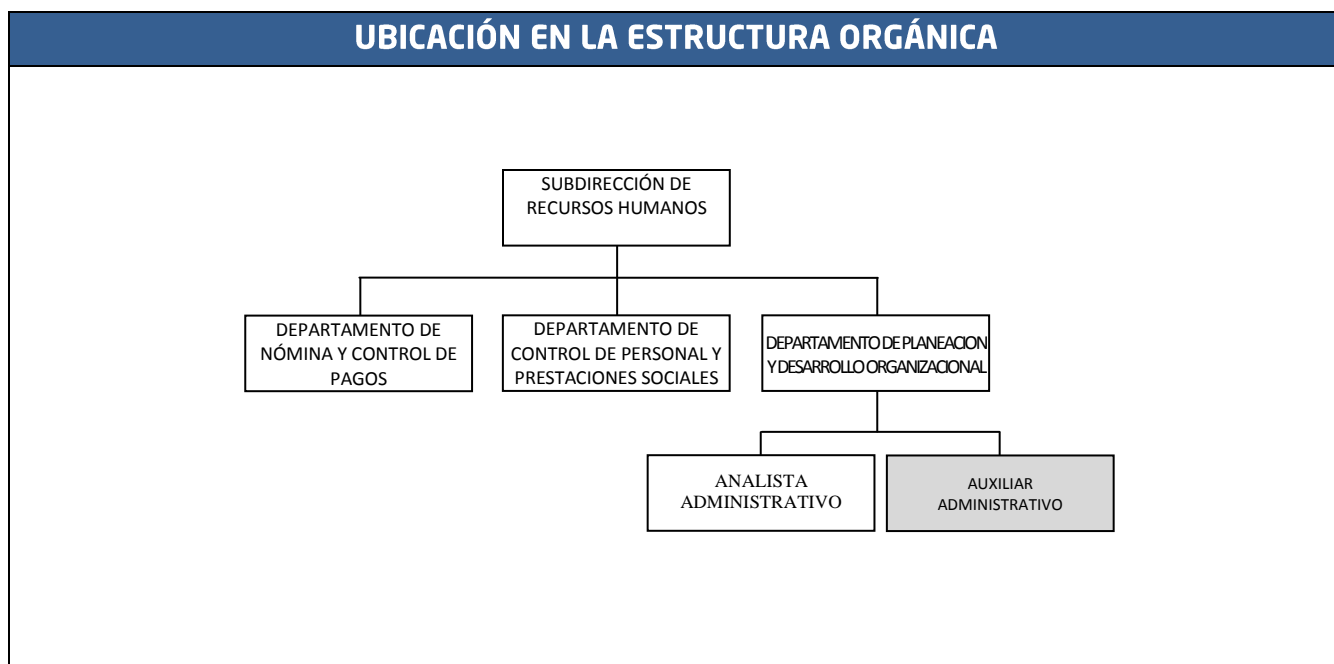 UBICACIÓN EN LA ESTRUCTURA ORGÁNICA
SUBDIRECCIÓN DE
RECURSOS HUMANOS
DEPARTAMENTO DE
NÓMINA Y CONTROL DE
PAGOS
DEPARTAMENTO DE
CONTROL DE PERSONAL Y
PRESTACIONES SOCIALES
DEPARTAMENTO DE PLANEACION
Y DESARROLLO ORGANIZACIONAL
ANALISTA
ADMINISTRATIVO
AUXILIAR
ADMINISTRATIVO